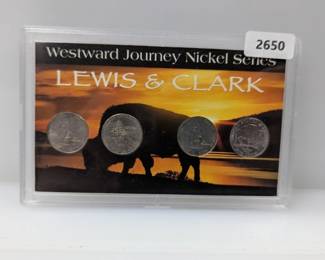 2650
Westward Journey Nickel Series
LEWIS & CLARK